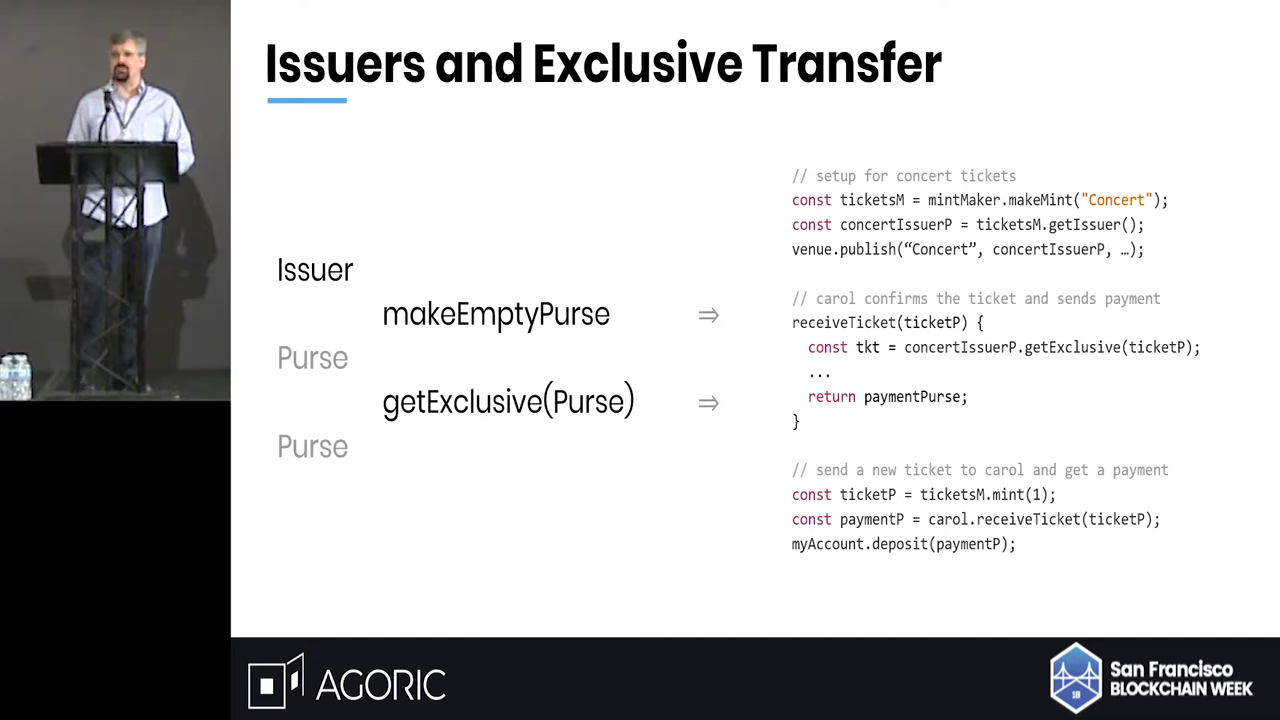 Issuers and Exclusive Transfer
Issuer
makeEmptyPurse ⇒
Purse
getExclusive(Purse) ⇒
Purse
// setup for concert tickets
const ticketsM = mintMaker.makeMint("Concert");
const concertIssuerP = ticketsM.getIssuer();
venue.publish(“Concert”, concertIssuerP, …);
// carol confirms the ticket and sends payment
receiveTicket(ticketP) {
const tkt = concertIssuerP.getExclusive(ticketP);
...
return paymentPurse;
}
// send a new ticket to carol and get a payment
const ticketP = ticketsM.mint(1);
const paymentP = carol.receiveTicket(ticketP);
myAccount.deposit(paymentP);
AGORIC
San Francisco
BLOCKCHAIN WEEK
19